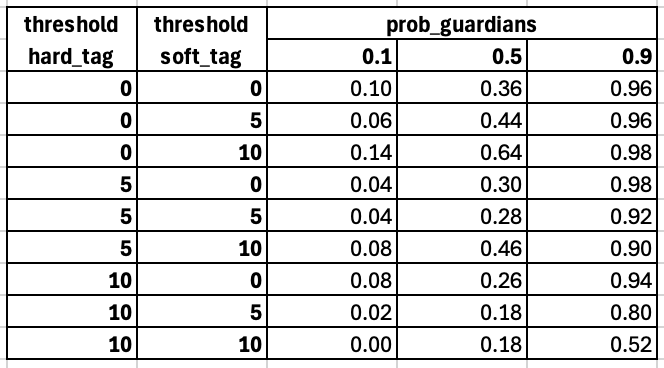 threshold threshold prob_guardians
hard_tag soft_tag 0.1 0.5 0.9
0 0 0.10 0.36 0.96
0 5 0.06 0.44 0.96
0 10 0.14 0.64 0.98
5 0 0.04 0.30 0.98
5 5 0.04 0.28 0.92
5 10 0.08 0.46 0.90
10 0 0.08 0.26 0.94
10 5 0.02 0.18 0.80
10 10 0.00 0.18 0.52